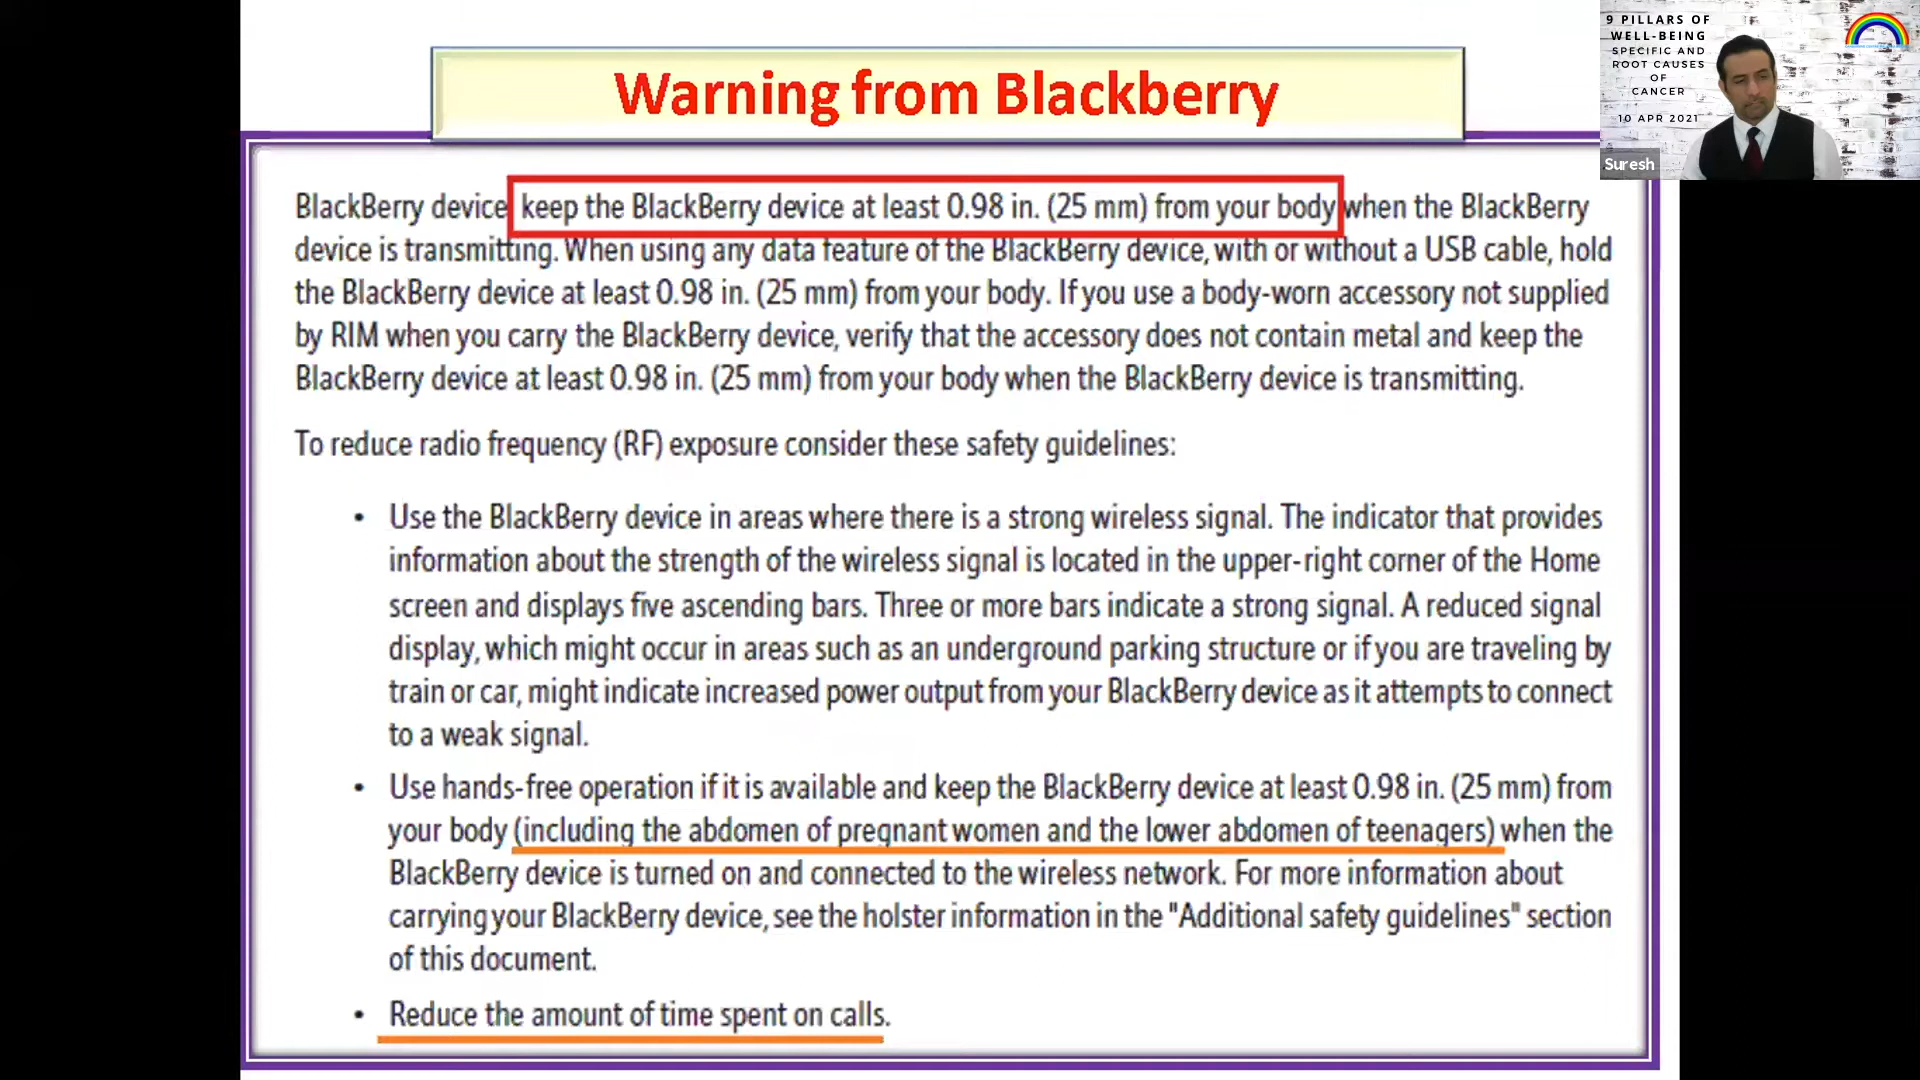 Warning from Blackberry
BlackBerry device keep the BlackBerry device at least 0.98 in. (25 mm) from your body when the BlackBerry
device is transmitting. When using any data feature of the BlackBerry device, with or without a USB cable, hold
the BlackBerry device at least 0.98 in. (25 mm) from your body. If you use a body-worn accessory not supplied
by RIM when you carry the BlackBerry device, verify that the accessory does not contain metal and keep the
BlackBerry device at least 0.98 in. (25 mm) from your body when the BlackBerry device is transmitting.
To reduce radio frequency (RF) exposure consider these safety guidelines:
• Use the BlackBerry device in areas where there is a strong wireless signal. The indicator that provides
information about the strength of the wireless signal is located in the upper-right corner of the Home
screen and displays five ascending bars. Three or more bars indicate a strong signal. A reduced signal
display, which might occur in areas such as an underground parking structure or if you are traveling by
train or car, might indicate increased power output from your BlackBerry device as it attempts to connect
to a weak signal.
• Use hands-free operation if it is available and keep the BlackBerry device at least 0.98 in. (25 mm) from
your body (including the abdomen of pregnant women and the lower abdomen of teenagers) when the
BlackBerry device is turned on and connected to the wireless network. For more information about
carrying your BlackBerry device, see the holster information in the "Additional safety guidelines" section
of this document.
• Reduce the amount of time spent on calls.
9 PILLARS OF
WELL-BEING
SPECIFIC AND
ROOT CAUSES
OF
CANCER
10 APR 2021
Suresh